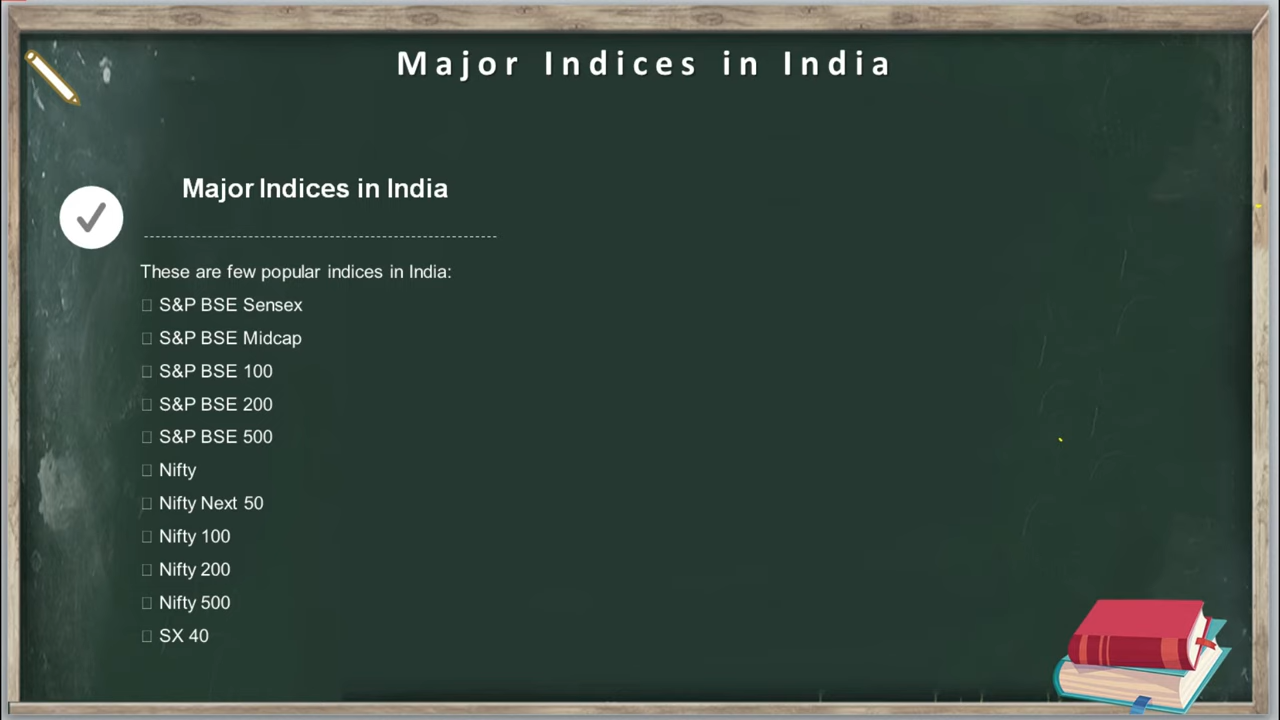 Major Indices in India
Major Indices in India
These are few popular indices in India:
S&P BSE Sensex
S&P BSE Midcap
S&P BSE 100
S&P BSE 200
S&P BSE 500
Nifty
Nifty Next 50
Nifty 100
Nifty 200
Nifty 500
SX 40